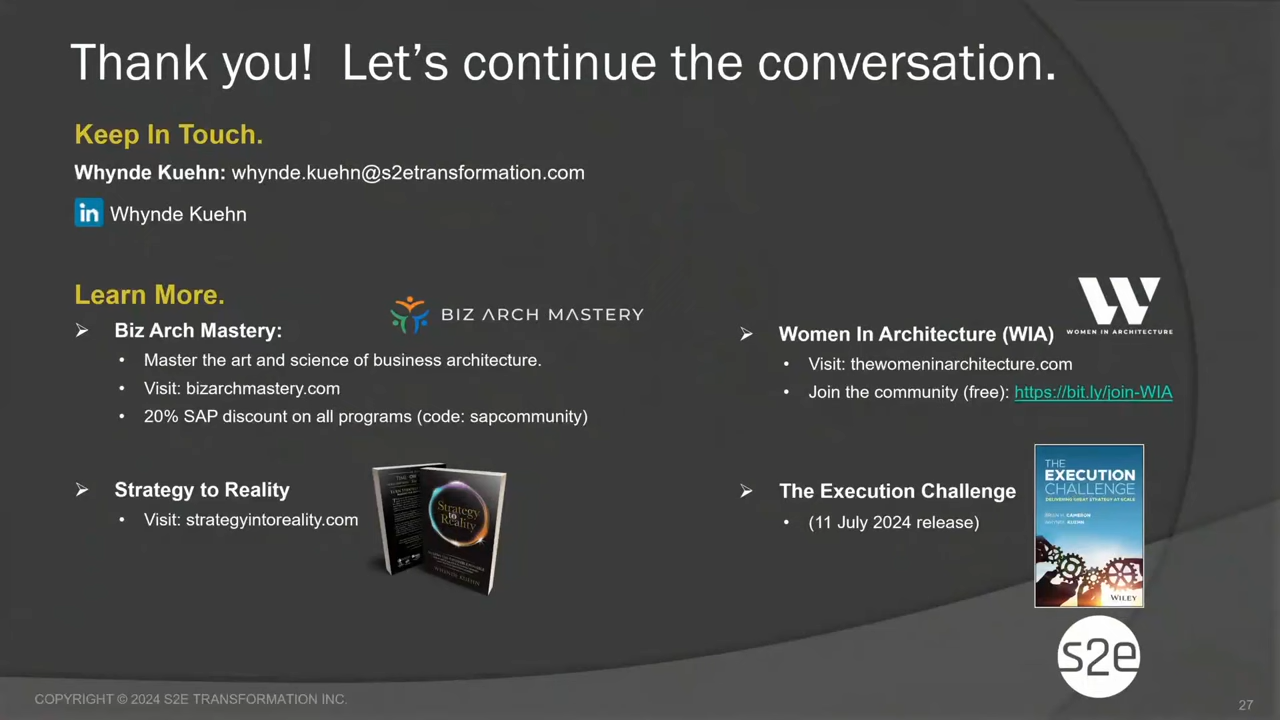 Thank you!  Let's continue the conversation.
Keep In Touch.
Whynde Kuehn: whynde.kuehn@s2etransformation.com
in Whynde Kuehn
Learn More.
➢ Biz Arch Mastery:
BIZ ARCH MASTERY
• Master the art and science of business architecture.
• Visit: bizarchmastery.com
• 20% SAP discount on all programs (code: sapcommunity)
➢ Women In Architecture (WIA)
W
WOMEN IN ARCHITECTURE
• Visit: thewomeninarchitecture.com
• Join the community (free): https://bit.ly/join-WIA
➢ Strategy to Reality
• Visit: strategyintoreality.com
Strategy
to
Reality
WHYNDE KUEHN
➢ The Execution Challenge
• (11 July 2024 release)
THE
EXECUTION
CHALLENGE
DELIVERING GREAT STRATEGY AT SCALE
CAMERON
KUEHN
WILEY
s2e
COPYRIGHT © 2024 S2E TRANSFORMATION INC.
27